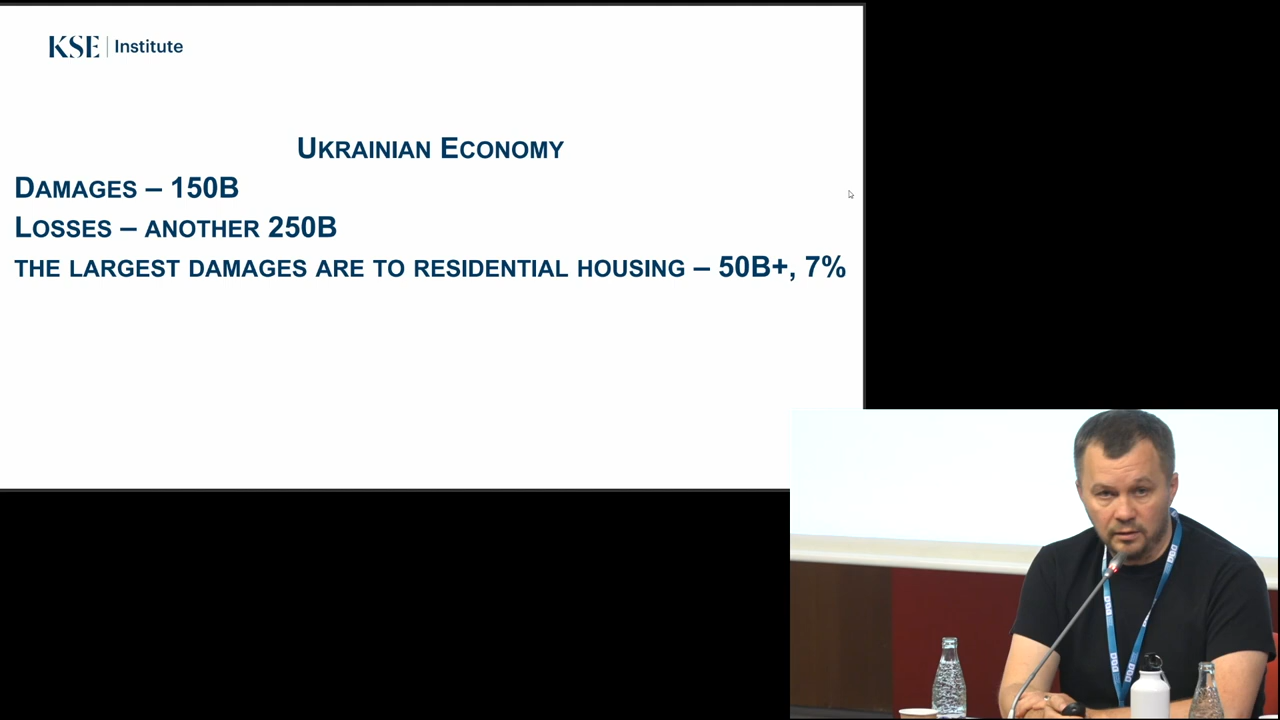 KSE | Institute
UKRAINIAN ECONOMY
DAMAGES – 150B
LOSSES – ANOTHER 250B
THE LARGEST DAMAGES ARE TO RESIDENTIAL HOUSING – 50B+, 7%